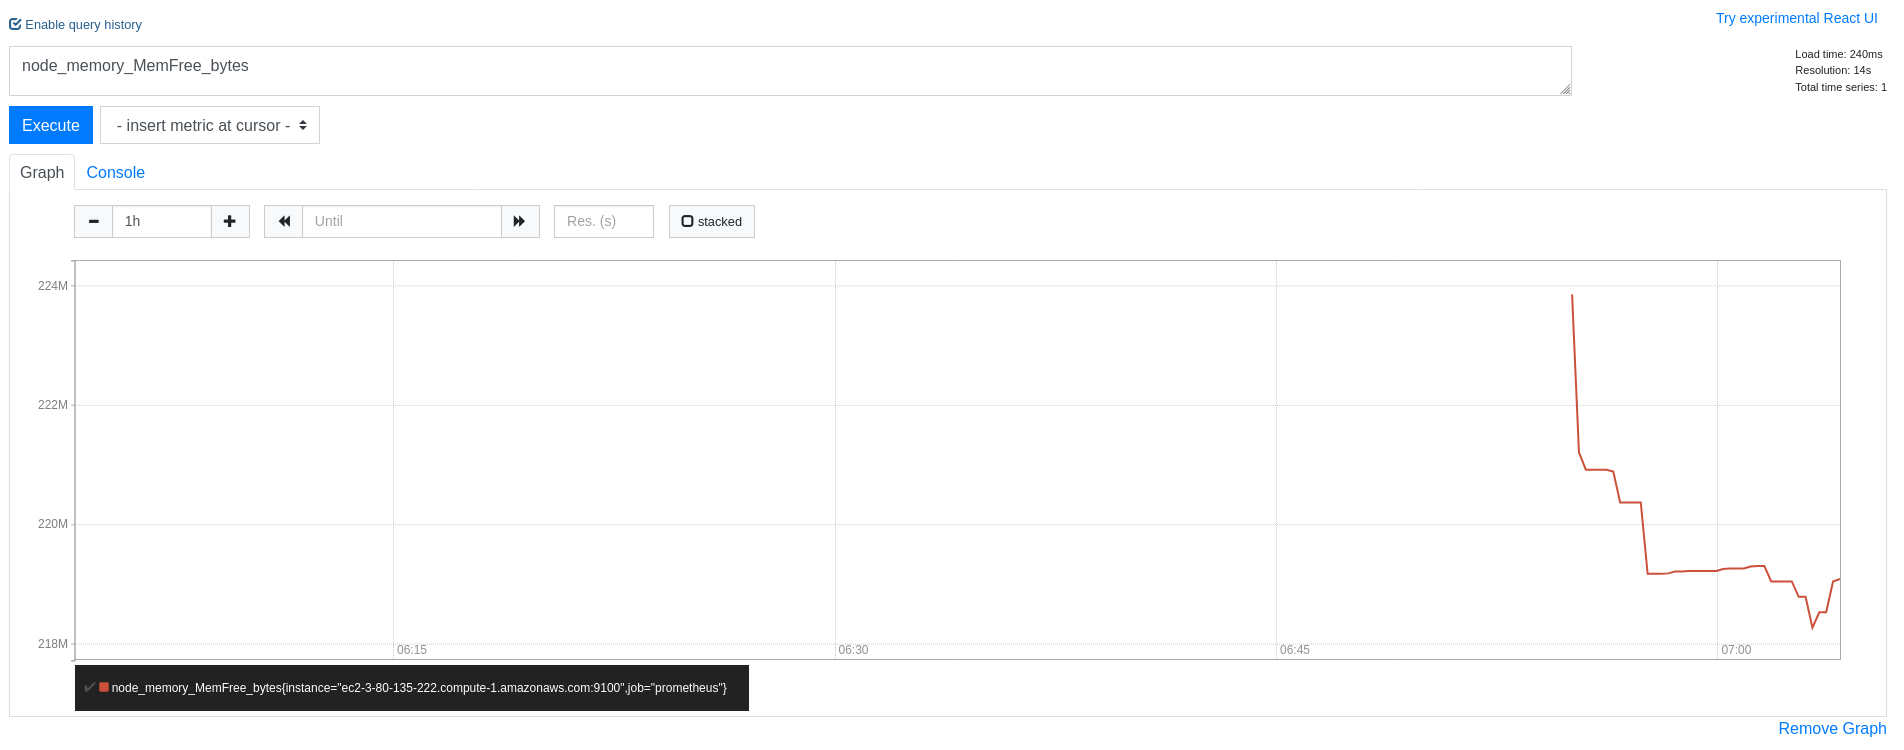 Enable query history
Try experimental React UI
node_memory_MemFree_bytes
Load time: 240ms
Resolution: 14s
Total time series: 1
Execute
- insert metric at cursor -
Graph
Console
1h
Until
Res. (s)
stacked
224M
222M
220M
218M
06:15
06:30
06:45
07:00
node_memory_MemFree_bytes{instance="ec2-3-80-135-222.compute-1.amazonaws.com:9100",job="prometheus"}
Remove Graph